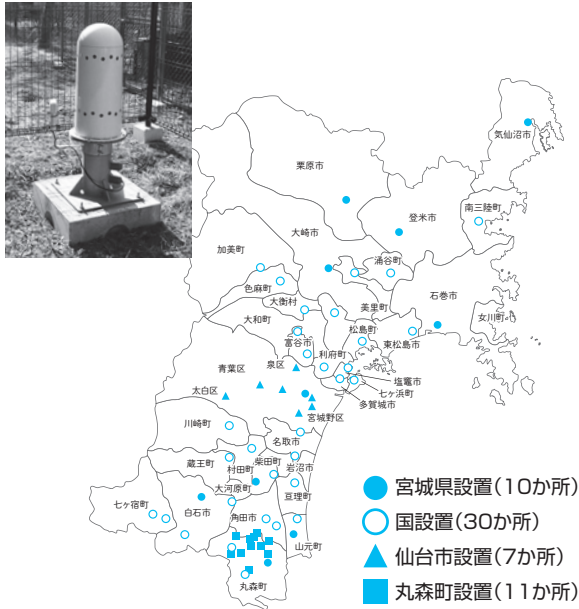 気仙沼市
栗原市
南三陸町
登米市
大崎市
加美町
涌谷町
色麻町
石巻市
大衡村
美里町
女川町
大和町
松島町
東松島市
富谷市
利府町
青葉区
泉区
塩竈市
七ヶ浜町
太白区
多賀城市
宮城野区
川崎町
名取市
蔵王町
村田町
柴田町
岩沼市
大河原町
亘理町
七ヶ宿町
白石市
角田市
山元町
丸森町
宮城県設置(10か所)
国設置(30か所)
仙台市設置(7か所)
丸森町設置(11か所)